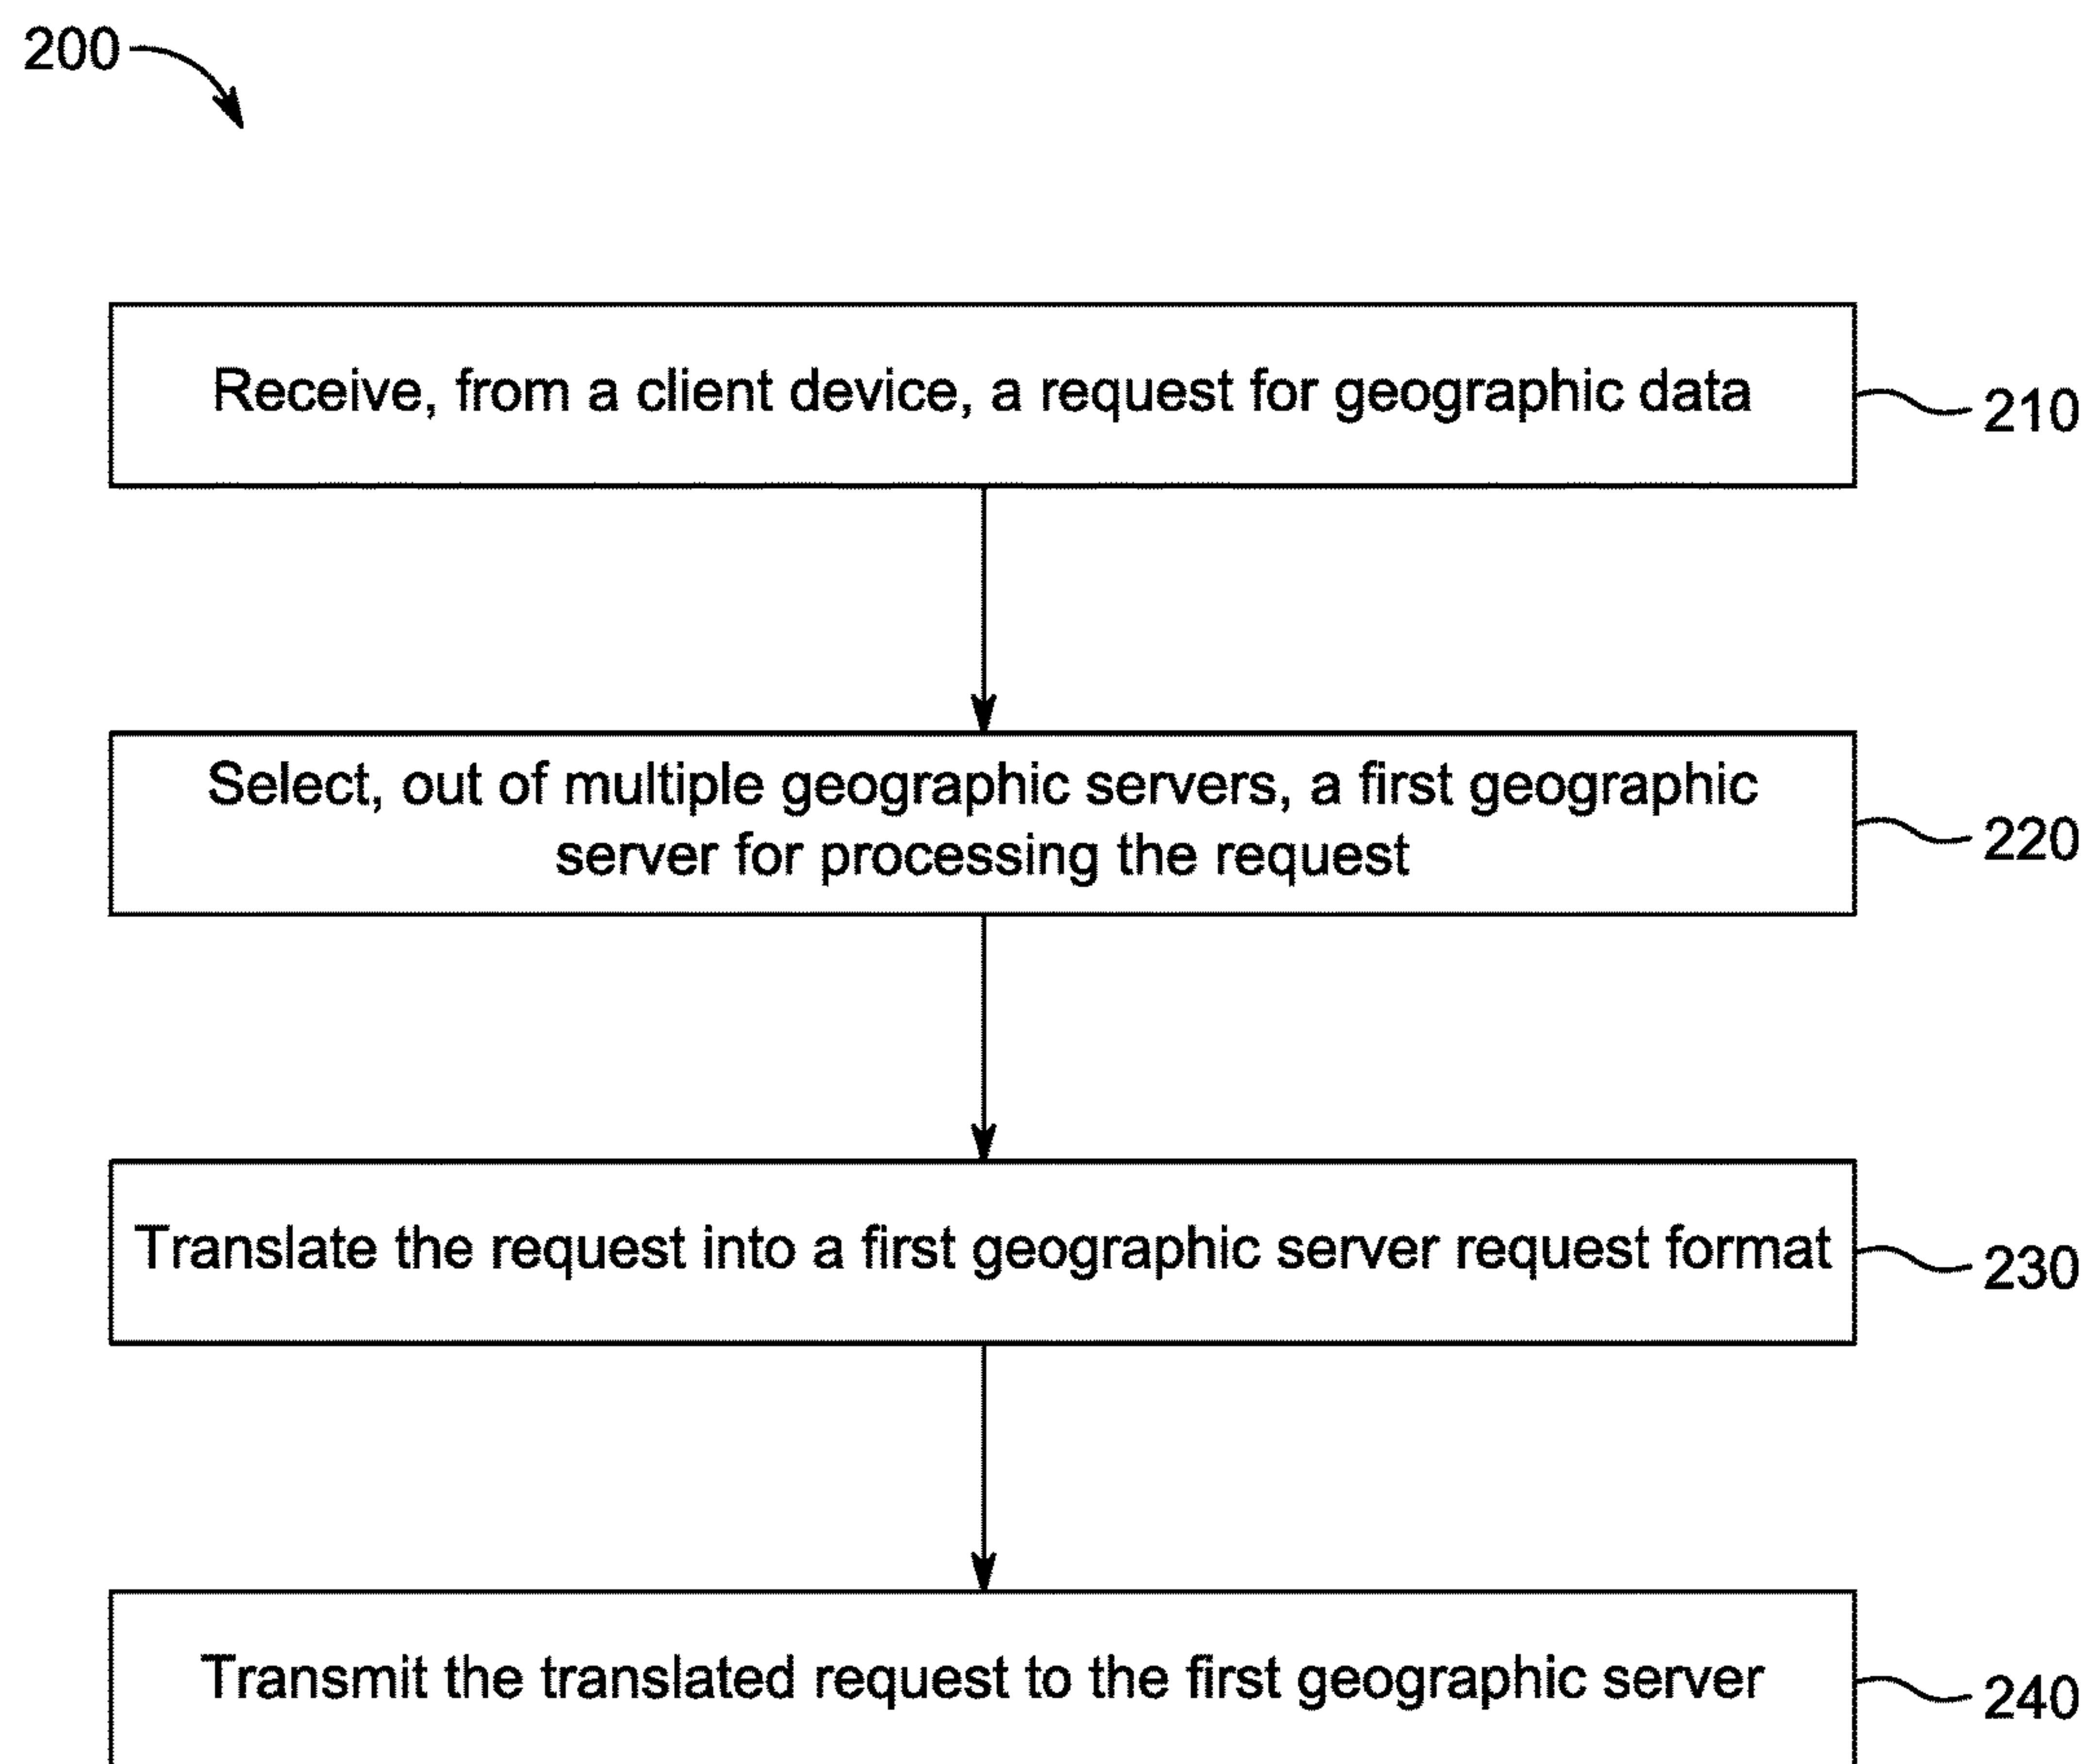 200
Receive, from a client device, a request for geographic data
210
Select, out of multiple geographic servers, a first geographic
server for processing the request
220
Translate the request into a first geographic server request format
230
Transmit the translated request to the first geographic server
240